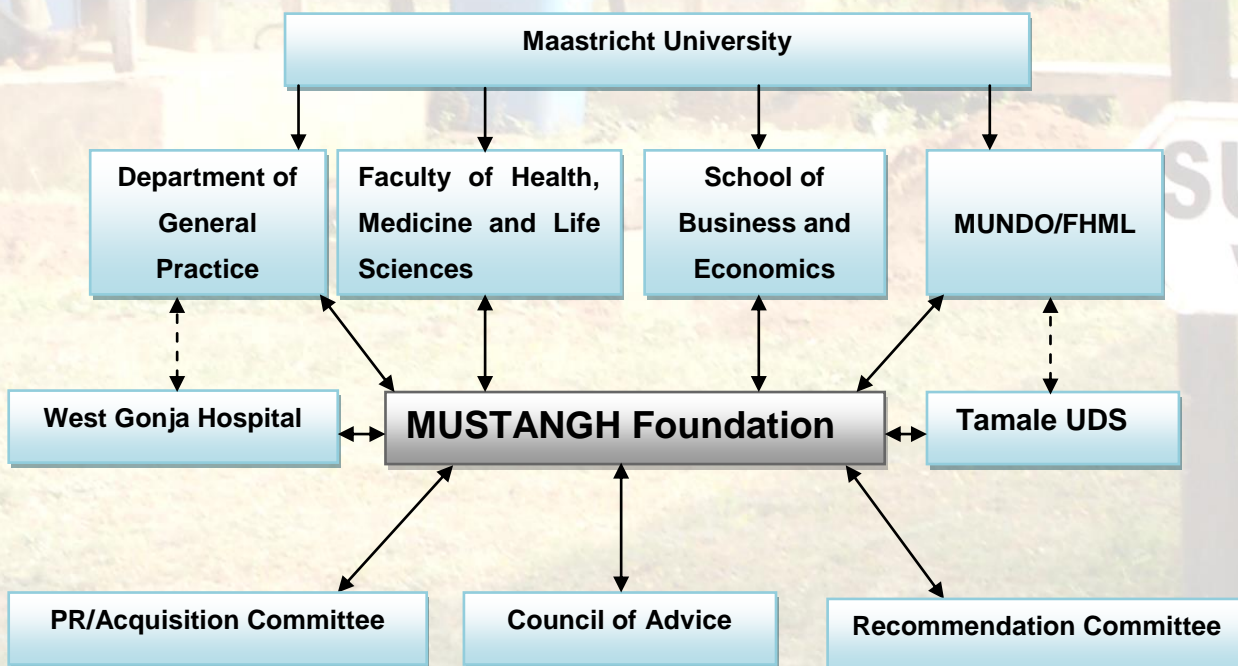 Maastricht University
Department of
General
Practice
Faculty of Health,
Medicine and Life
Sciences
School of
Business and
Economics
MUNDO/FHML
SU
West Gonja Hospital
MUSTANGH Foundation
Tamale UDS
PR/Acquisition Committee
Council of Advice
Recommendation Committee